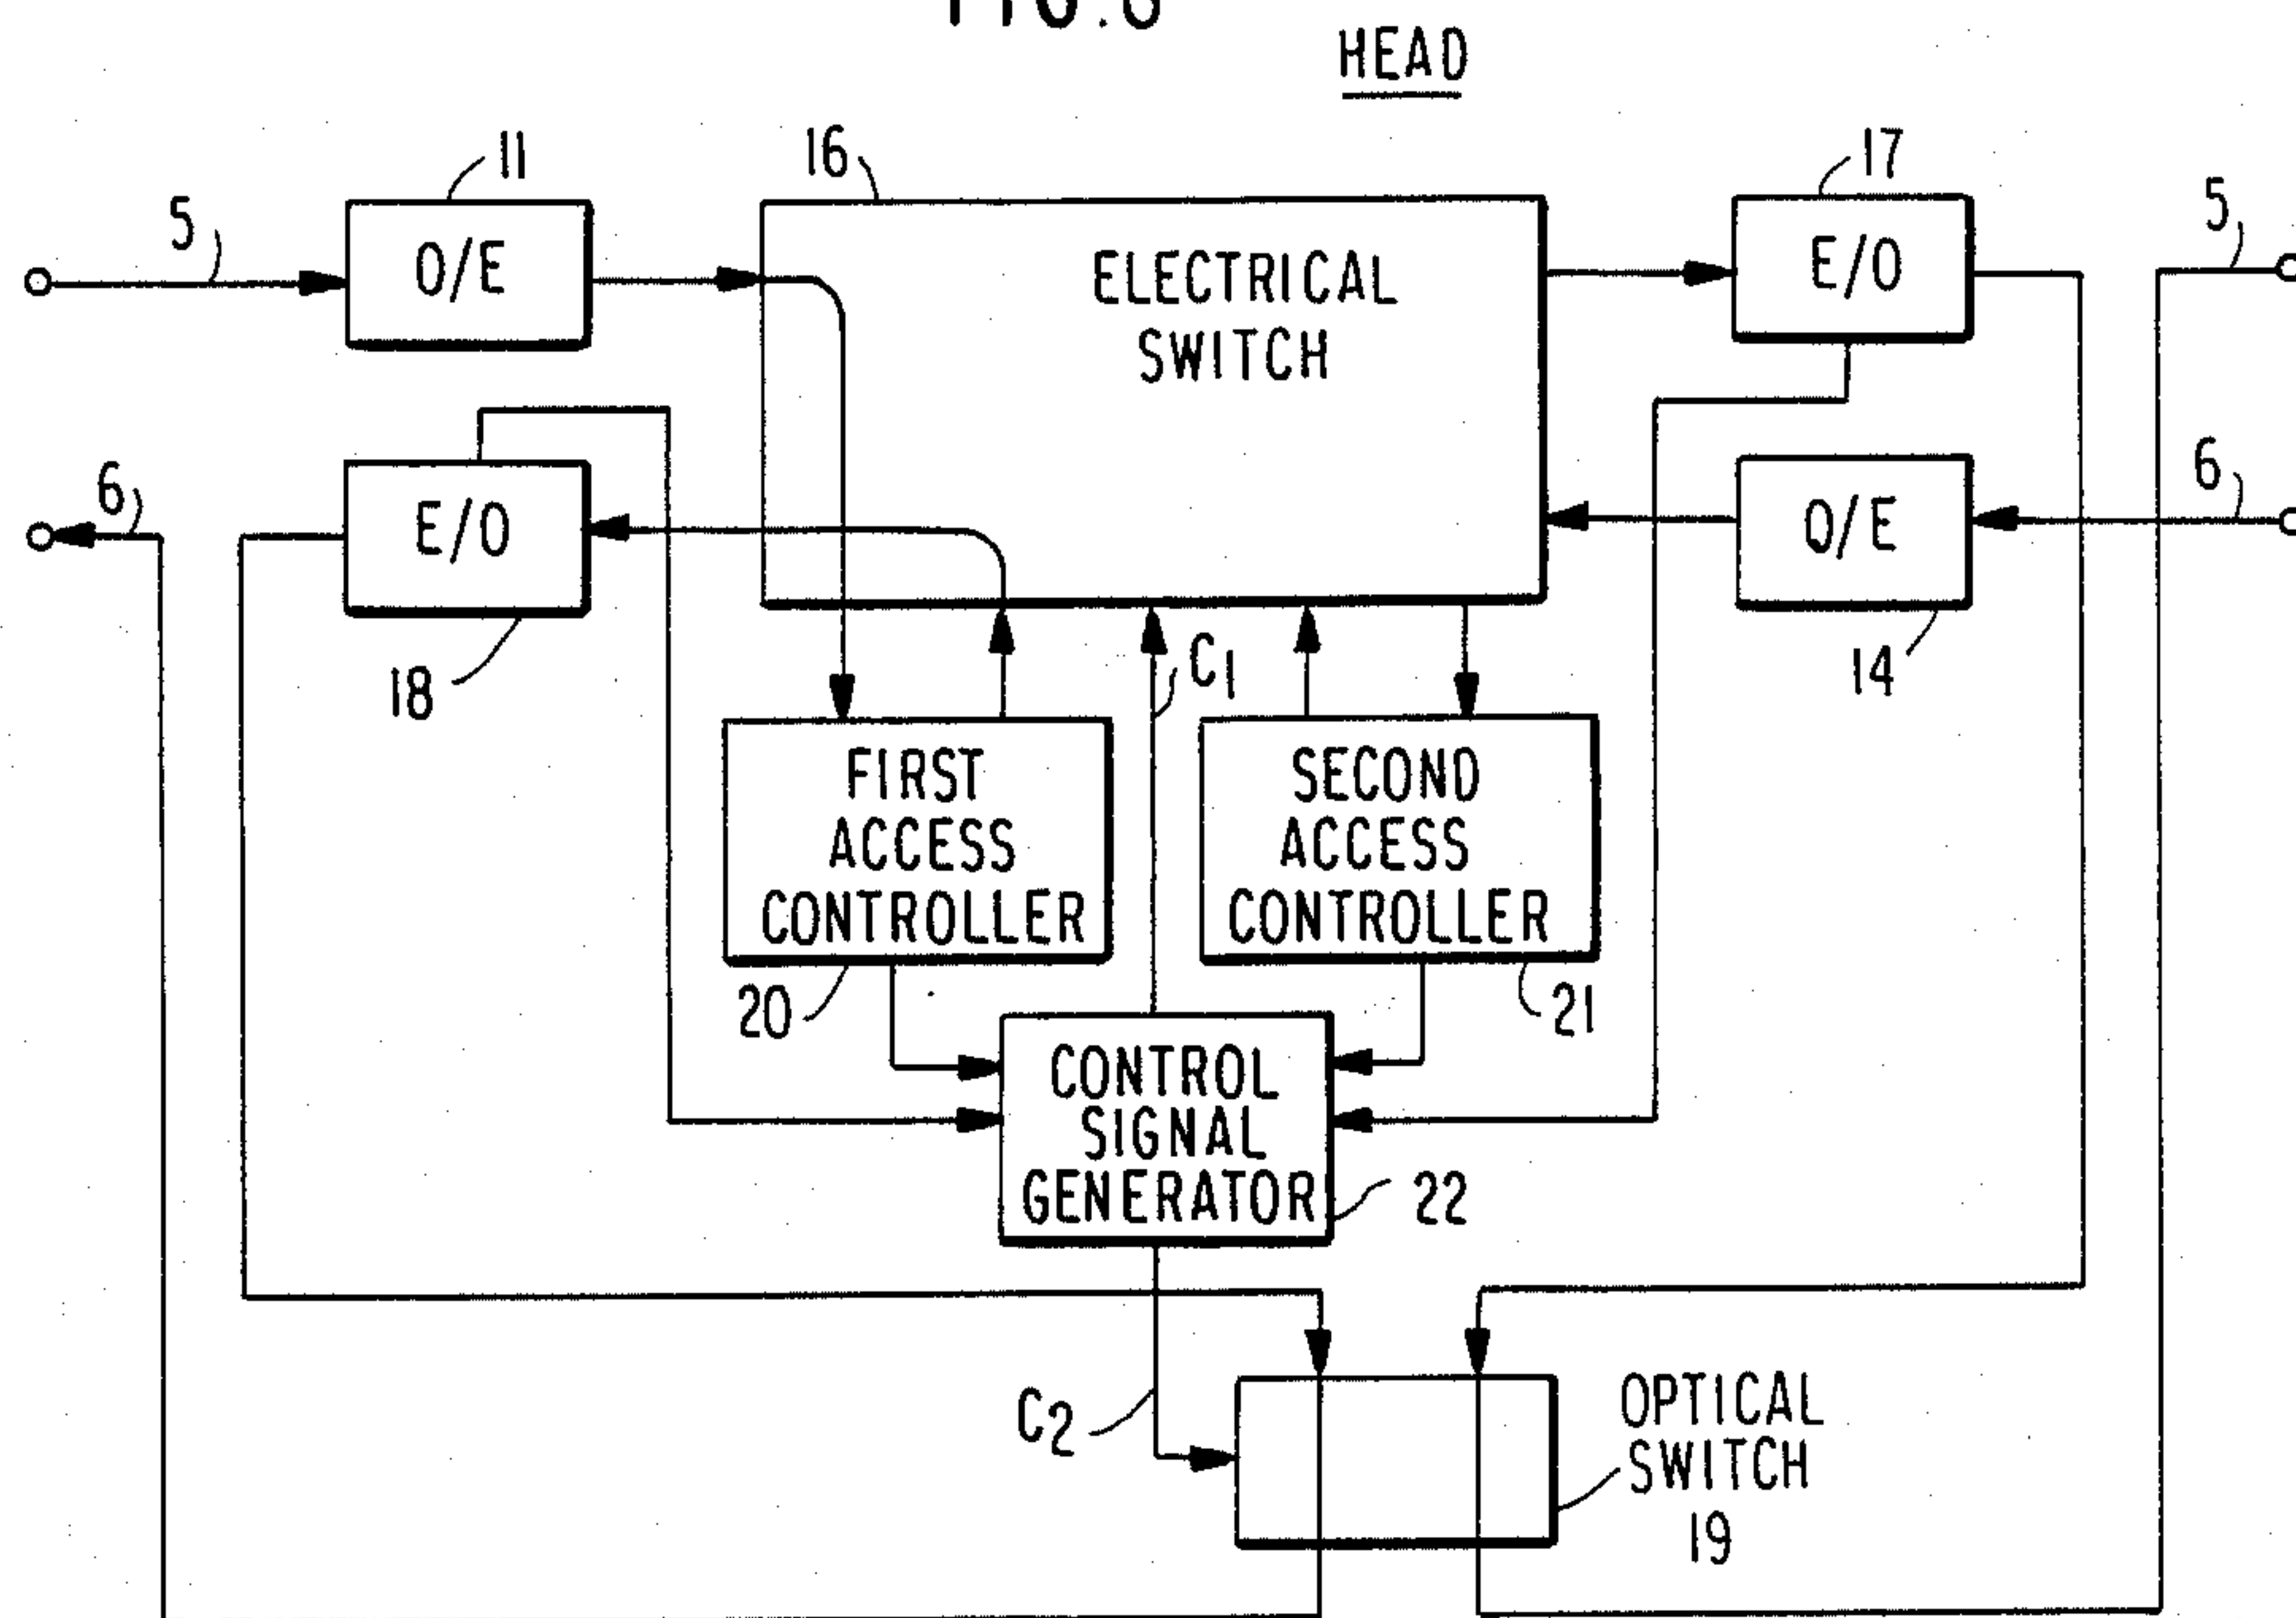 HEAD
11
16
17
5
5
O/E
ELECTRICAL
SWITCH
E/O
6
E/O
O/E
6
18
C1
14
FIRST
ACCESS
CONTROLLER
SECOND
ACCESS
CONTROLLER
20
21
CONTROL
SIGNAL
GENERATOR
22
C2
OPTICAL
SWITCH
19